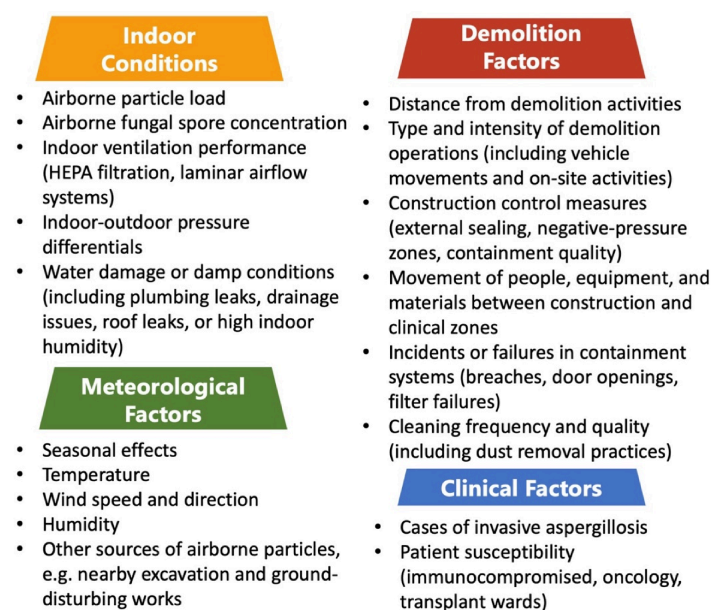 Indoor
Conditions
• Airborne particle load
• Airborne fungal spore concentration
• Indoor ventilation performance
(HEPA filtration, laminar airflow
systems)
• Indoor-outdoor pressure
differentials
• Water damage or damp conditions
(including plumbing leaks, drainage
issues, roof leaks, or high indoor
humidity)
Meteorological
Factors
• Seasonal effects
• Temperature
• Wind speed and direction
• Humidity
• Other sources of airborne particles,
e.g. nearby excavation and ground-
disturbing works
Demolition
Factors
• Distance from demolition activities
• Type and intensity of demolition
operations (including vehicle
movements and on-site activities)
• Construction control measures
(external sealing, negative-pressure
zones, containment quality)
• Movement of people, equipment, and
materials between construction and
clinical zones
• Incidents or failures in containment
systems (breaches, door openings,
filter failures)
• Cleaning frequency and quality
(including dust removal practices)
Clinical Factors
• Cases of invasive aspergillosis
• Patient susceptibility
(immunocompromised, oncology,
transplant wards)